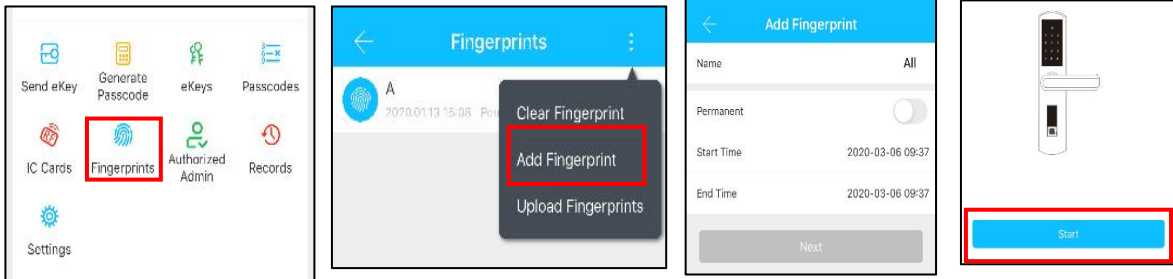 Send eKey
Generate
Passcode
eKeys
Passcodes
RF
IC Cards
Fingerprints
Authorized
Admin
Records
Settings
Fingerprints
A
2020.01.13 15:08
Clear Fingerprint
Add Fingerprint
Upload Fingerprints
Add Fingerprint
Name All
Permanent
Start Time 2020-03-06 09:37
End Time 2020-03-06 09:37
Next
Start